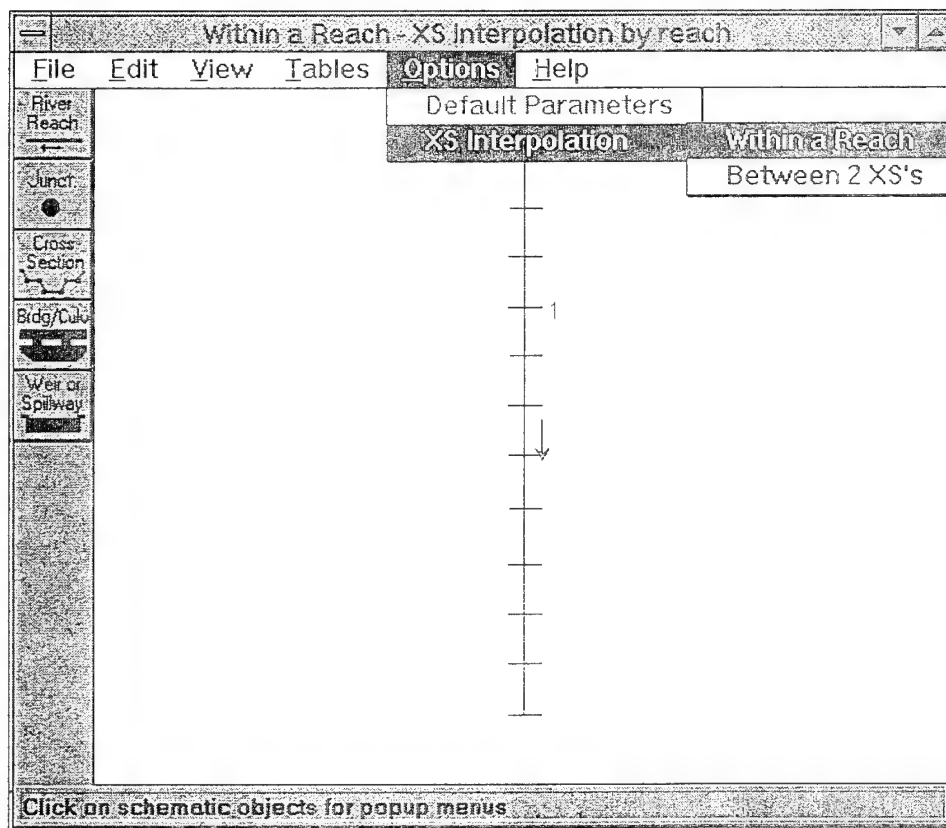 Within a Reach - XS Interpolation by reach
File Edit View Tables Options Help
Default Parameters
XS Interpolation Within a Reach
Between 2 XS's
River
Reach
Junct.
Cross
Section
Brdg/Culv
Weir or
Spillway
1
Click on schematic objects for popup menus